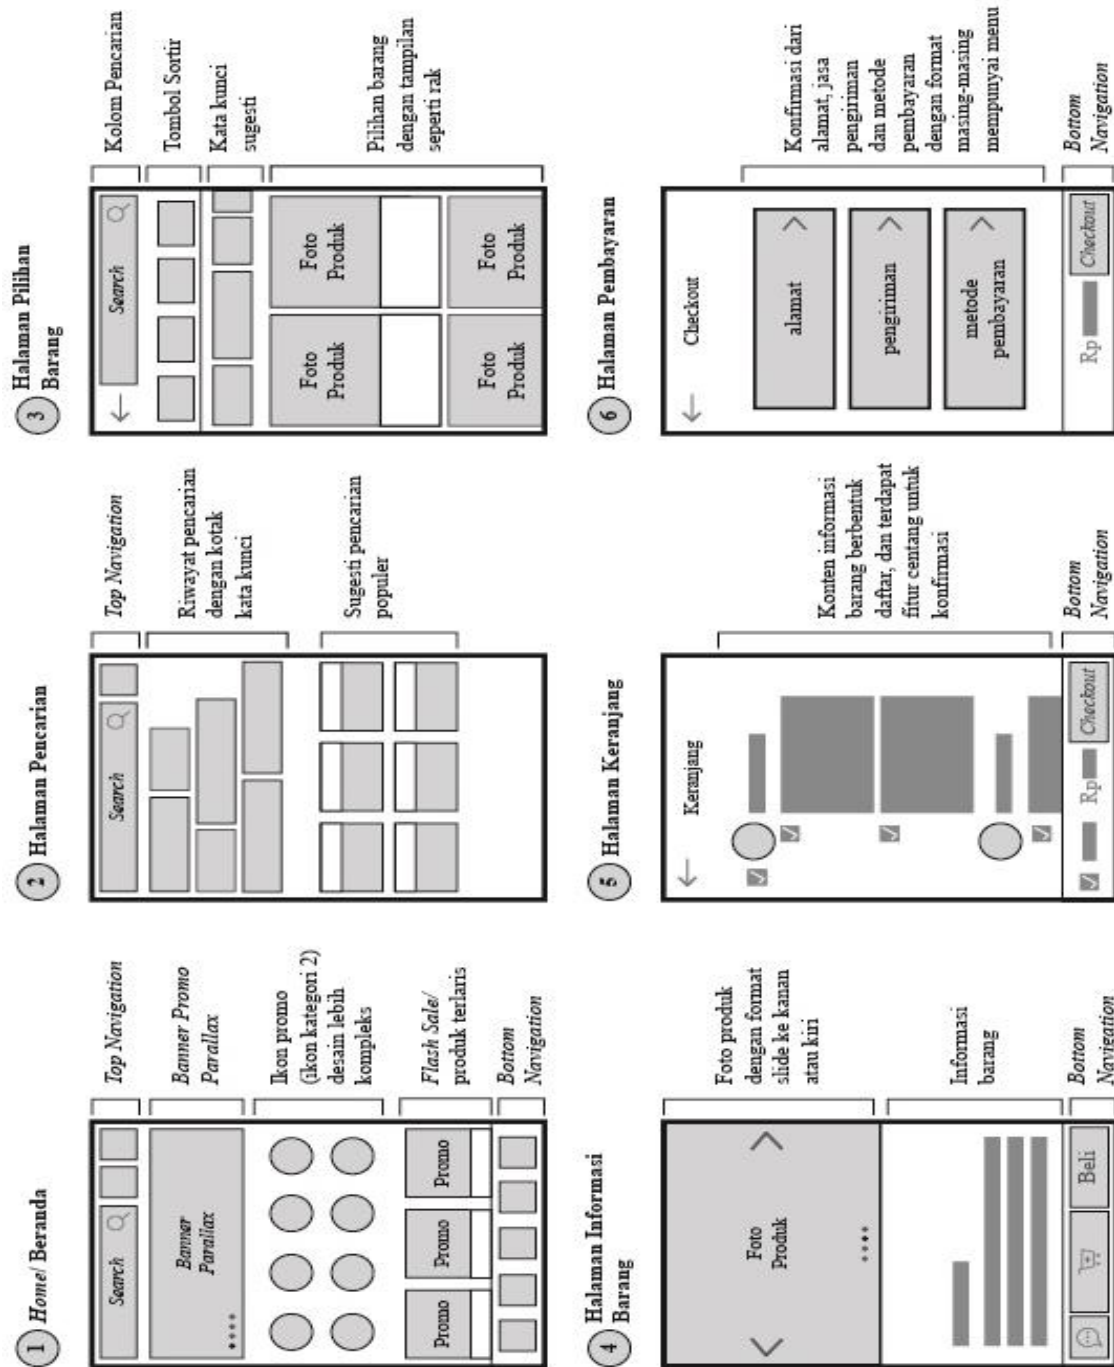 1
Home/ Beranda
Search
Banner
Parallax
Promo
Promo
Promo
Top Navigation
Banner Promo
Parallax
Ikon promo
(ikon kategori 2)
desain lebih
kompleks
Flash Sale/
produk terlaris
Bottom
Navigation
2
Halaman Pencarian
Search
Top Navigation
Riwayat pencarian
dengan kotak
kata kunci
Sugesti pencarian
populer
3
Halaman Pilihan
Barang
Search
Foto
Produk
Foto
Produk
Foto
Produk
Foto
Produk
Kolom Pencarian
Tombol Sortir
Kata kunci
sugesti
Pilihan barang
dengan tampilan
seperti rak
4
Halaman Informasi
Barang
Foto
Produk
Beli
Foto produk
dengan format
slide ke kanan
atau kiri
Informasi
barang
Bottom
Navigation
5
Halaman Keranjang
Keranjang
Rp
Checkout
Konten informasi
barang berbentuk
daftar, dan terdapat
fitur centang untuk
konfirmasi
Bottom
Navigation
6
Halaman Pembayaran
Checkout
alamat
pengiriman
metode
pembayaran
Rp
Checkout
Konfirmasi dari
alamat, jasa
pengiriman
dan metode
pembayaran
dengan format
masing-masing
mempunyai menu
Bottom
Navigation